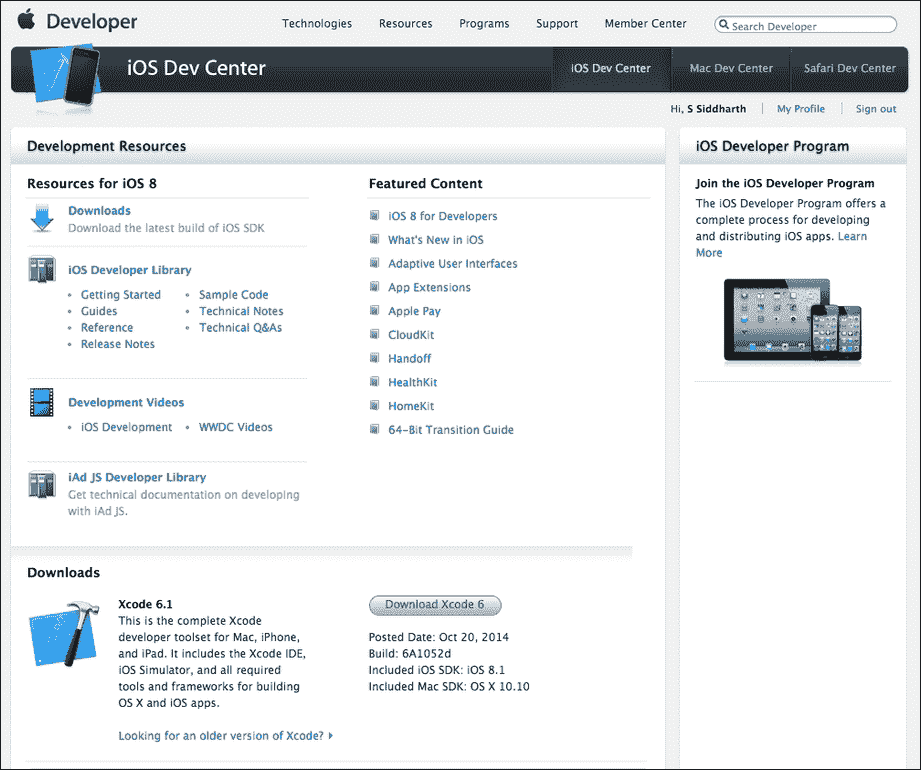 Developer
Technologies Resources Programs Support Member Center Search Developer
iOS Dev Center
iOS Dev Center Mac Dev Center Safari Dev Center
Hi, S Siddharth My Profile Sign out
Development Resources
Resources for iOS 8
Downloads
Download the latest build of iOS SDK
iOS Developer Library
• Getting Started • Sample Code
• Guides • Technical Notes
• Reference • Technical Q&As
• Release Notes
Development Videos
• iOS Development • WWDC Videos
iAd JS Developer Library
Get technical documentation on developing
with iAd JS.
Featured Content
iOS 8 for Developers
What's New in iOS
Adaptive User Interfaces
App Extensions
Apple Pay
CloudKit
Handoff
HealthKit
HomeKit
64-Bit Transition Guide
iOS Developer Program
Join the iOS Developer Program
The iOS Developer Program offers a
complete process for developing
and distributing iOS apps. Learn
More
Downloads
Xcode 6.1
This is the complete Xcode
developer toolset for Mac, iPhone,
and iPad. It includes the Xcode IDE,
iOS Simulator, and all required
tools and frameworks for building
OS X and iOS apps.
Looking for an older version of Xcode?
Download Xcode 6
Posted Date: Oct 20, 2014
Build: 6A1052d
Included iOS SDK: iOS 8.1
Included Mac SDK: OS X 10.10